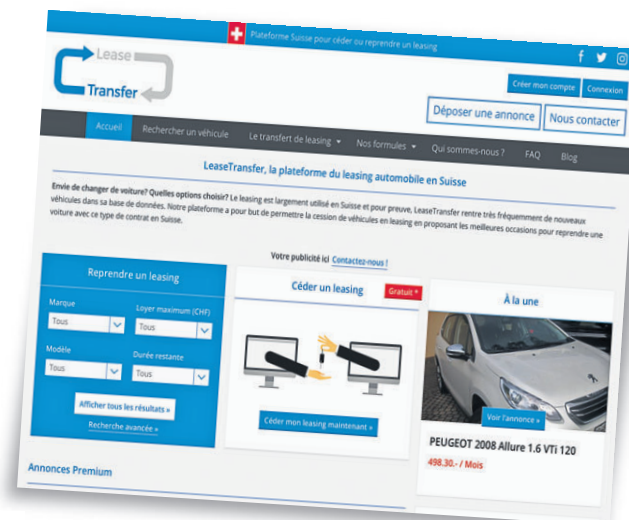 Plateforme Suisse pour céder ou reprendre un leasing
Lease
Transfer
Créer mon compte
Connexion
Déposer une annonce
Nous contacter
Accueil
Rechercher un véhicule
Le transfert de leasing
Nos formules
Qui sommes-nous ?
FAQ
Blog
LeaseTransfer, la plateforme du leasing automobile en Suisse
Envie de changer de voiture? Quelles options choisir? Le leasing est largement utilisé en Suisse et pour preuve, LeaseTransfer rentre très fréquement de nouveaux
véhicules dans sa base de données. Notre plateforme a pour but de permettre la cession de véhicules en leasing en proposant les meilleures occasions pour reprendre une
voiture avec ce type de contrat en Suisse.
Votre publicité ici Contactez-nous !
Reprendre un leasing
Marque
Loyer maximum (CHF)
Tous
Tous
Modèle
Durée restante
Tous
Tous
Afficher tous les résultats »
Recherche avancée »
Céder un leasing
Gratuit *
Céder mon leasing maintenant »
À la une
Voir l'annonce »
PEUGEOT 2008 Allure 1.6 VTi 120
498.30.- / Mois
Annonces Premium